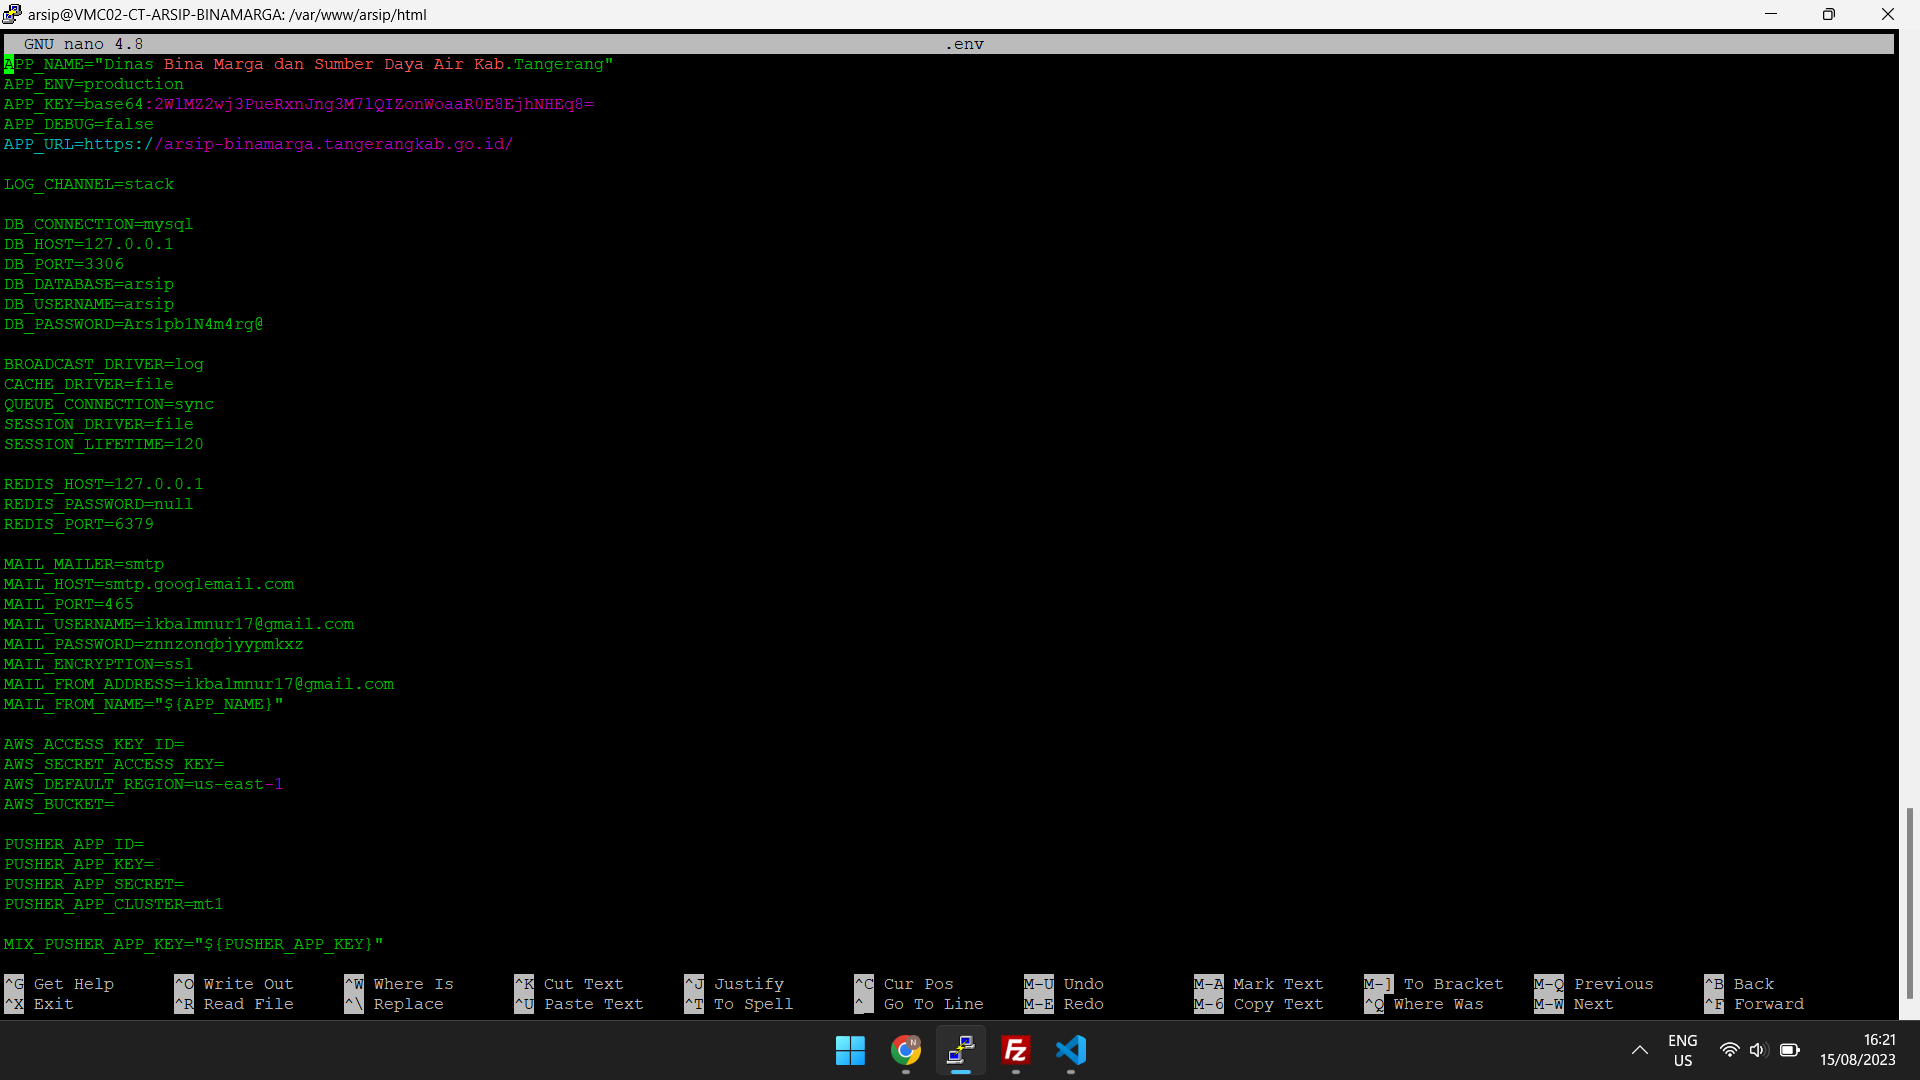 arsip@VMC02-CT-ARSIP-BINAMARGA: /var/www/arsip/html
GNU nano 4.8 .env
APP_NAME="Dinas Bina Marga dan Sumber Daya Air Kab.Tangerang"
APP_ENV=production
APP_KEY=base64:2WlMZ2wj3PueRxnJng3M7lQIZonWoaaR0E8EjhNHEq8=
APP_DEBUG=false
APP_URL=https://arsip-binamarga.tangerangkab.go.id/
LOG_CHANNEL=stack
DB_CONNECTION=mysql
DB_HOST=127.0.0.1
DB_PORT=3306
DB_DATABASE=arsip
DB_USERNAME=arsip
DB_PASSWORD=Ars1pb1N4m4rg@
BROADCAST_DRIVER=log
CACHE_DRIVER=file
QUEUE_CONNECTION=sync
SESSION_DRIVER=file
SESSION_LIFETIME=120
REDIS_HOST=127.0.0.1
REDIS_PASSWORD=null
REDIS_PORT=6379
MAIL_MAILER=smtp
MAIL_HOST=smtp.googlemail.com
MAIL_PORT=465
MAIL_USERNAME=ikbalmnur17@gmail.com
MAIL_PASSWORD=znnzonqbjyypmkxz
MAIL_ENCRYPTION=ssl
MAIL_FROM_ADDRESS=ikbalmnur17@gmail.com
MAIL_FROM_NAME="${APP_NAME}"
AWS_ACCESS_KEY_ID=
AWS_SECRET_ACCESS_KEY=
AWS_DEFAULT_REGION=us-east-1
AWS_BUCKET=
PUSHER_APP_ID=
PUSHER_APP_KEY=
PUSHER_APP_SECRET=
PUSHER_APP_CLUSTER=mt1
MIX_PUSHER_APP_KEY="${PUSHER_APP_KEY}"
^G Get Help ^O Write Out ^W Where Is ^K Cut Text ^J Justify ^C Cur Pos M-U Undo M-A Mark Text M-] To Bracket M-Q Previous ^B Back
^X Exit ^R Read File ^\ Replace ^U Paste Text ^T To Spell ^_ Go To Line M-E Redo M-6 Copy Text ^Q Where Was M-W Next ^F Forward
ENG
US
16:21
15/08/2023